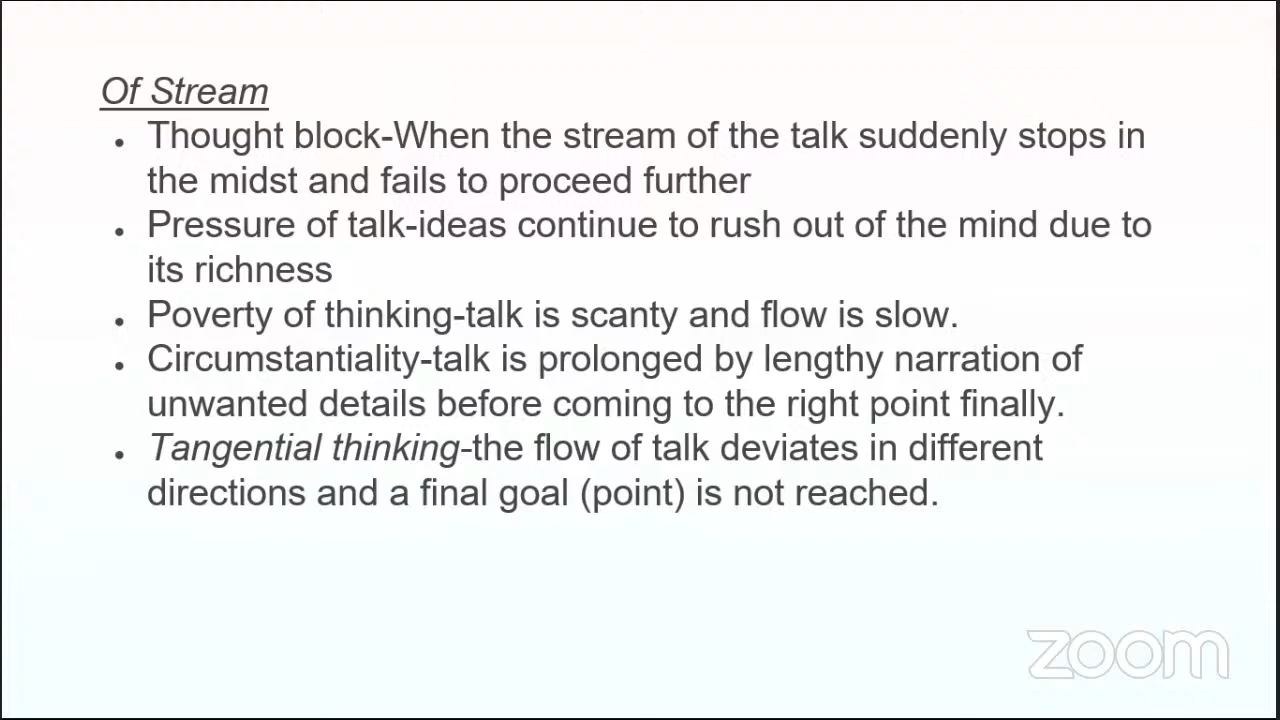 Of Stream
• Thought block-When the stream of the talk suddenly stops in
the midst and fails to proceed further
• Pressure of talk-ideas continue to rush out of the mind due to
its richness
• Poverty of thinking-talk is scanty and flow is slow.
• Circumstantiality-talk is prolonged by lengthy narration of
unwanted details before coming to the right point finally.
• Tangential thinking-the flow of talk deviates in different
directions and a final goal (point) is not reached.
zoom